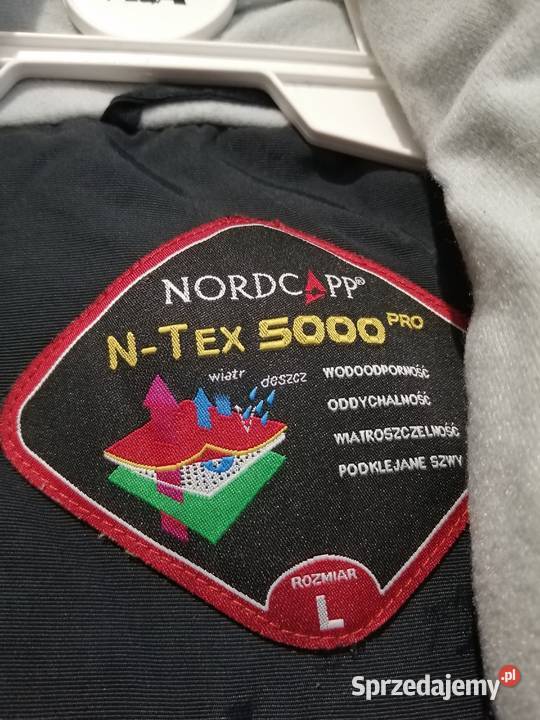 NORDCAPP®
N-TEX 5000 PRO
wiatr deszcz
WODOODPORNOŚĆ
ODDYCHALNOŚĆ
WIATROSZCZELNOŚĆ
PODKLEJANE SZWY
ROZMIAR
L
Sprzedajemy.pl